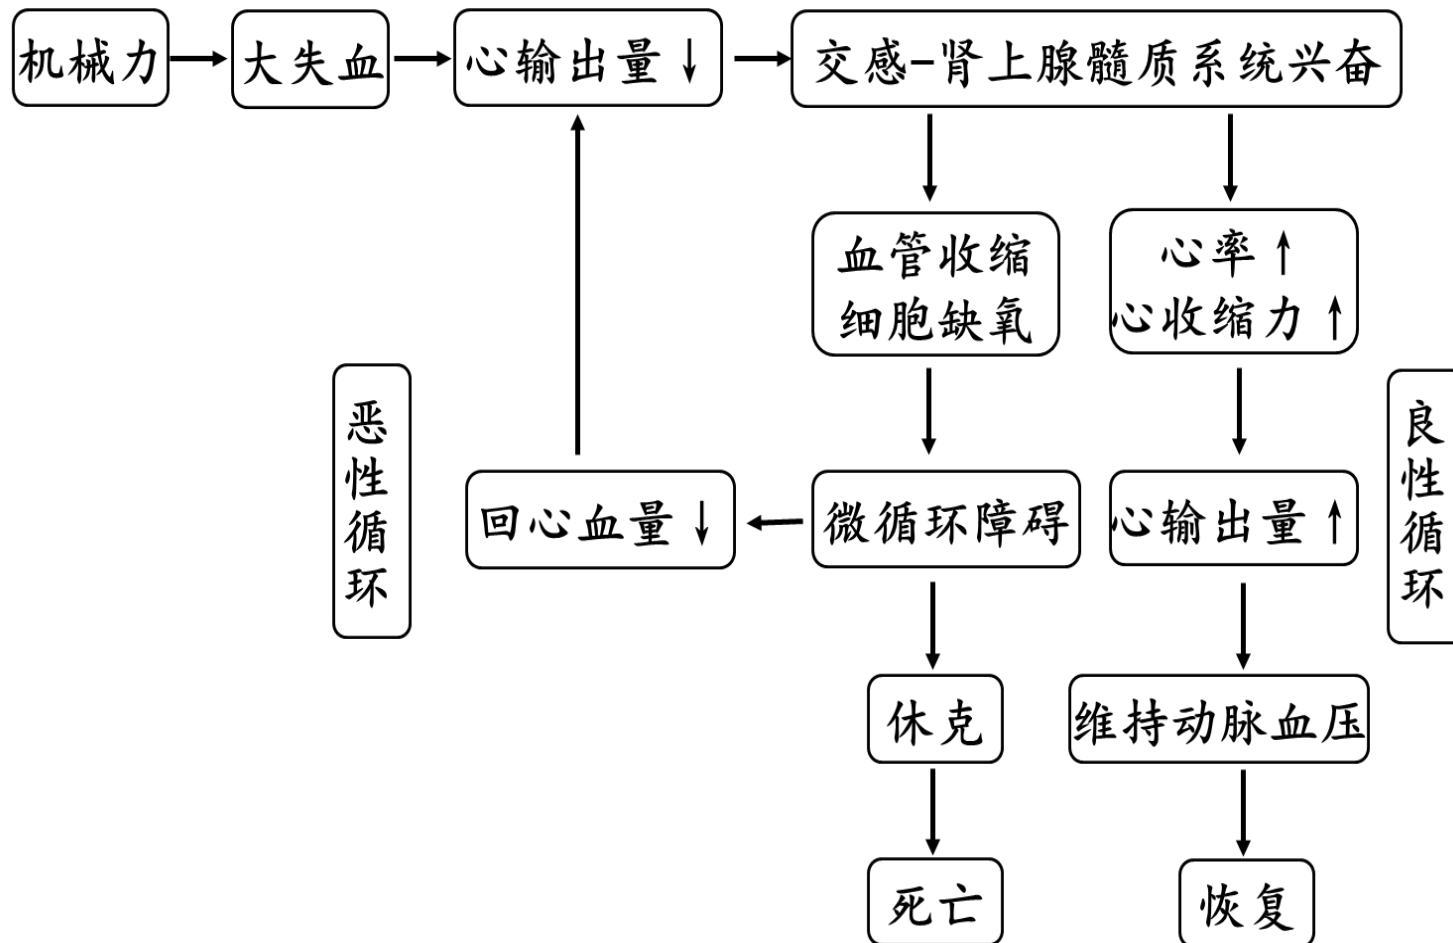 机械力
大失血
心输出量↓
交感-肾上腺髓质系统兴奋
血管收缩
细胞缺氧
心率↑
心收缩力↑
恶性循环
回心血量↓
微循环障碍
心输出量↑
良性循环
休克
维持动脉血压
死亡
恢复